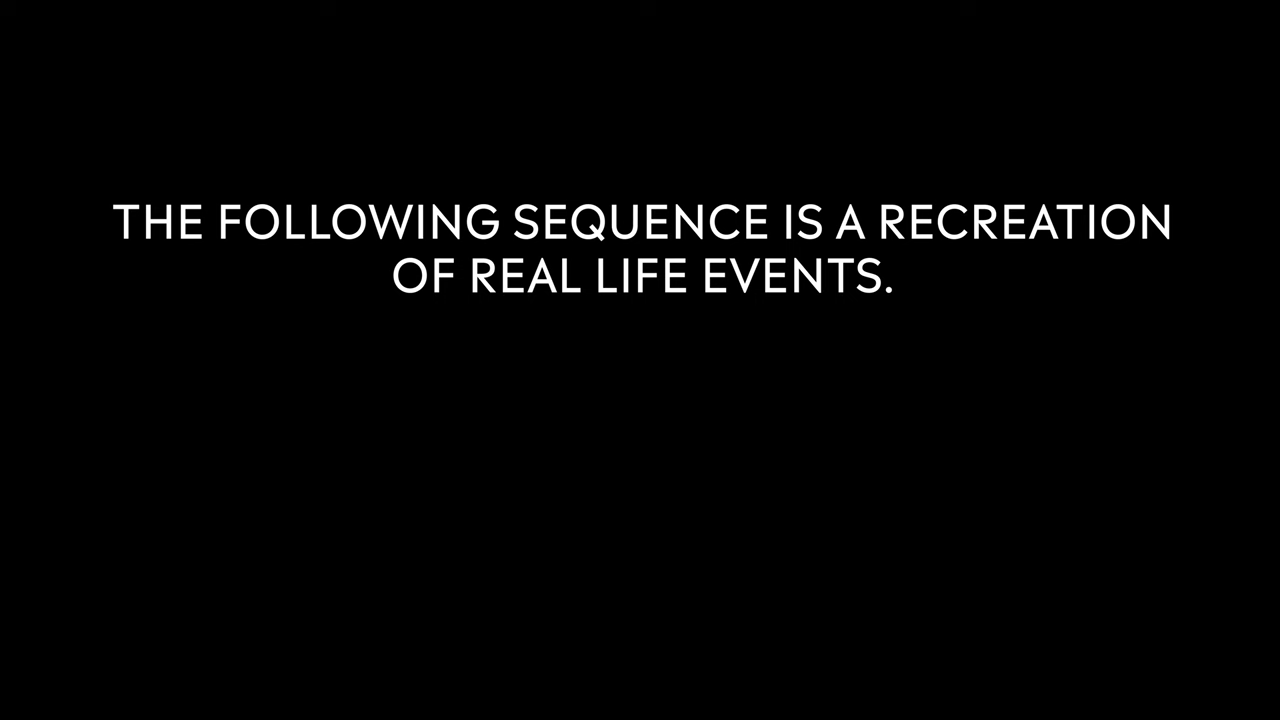 THE FOLLOWING SEQUENCE IS A RECREATION
OF REAL LIFE EVENTS.